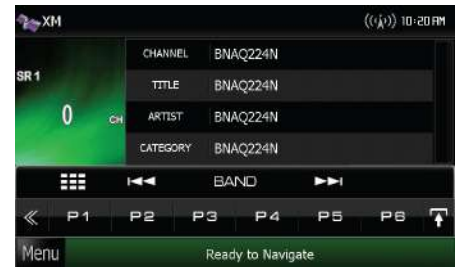 XM 10:20 AM
CHANNEL BNAQ224N
SR 1
TITLE BNAQ224N
0 CH
ARTIST BNAQ224N
CATEGORY BNAQ224N
BAND
P1 P2 P3 P4 P5 P6
Menu Ready to Navigate